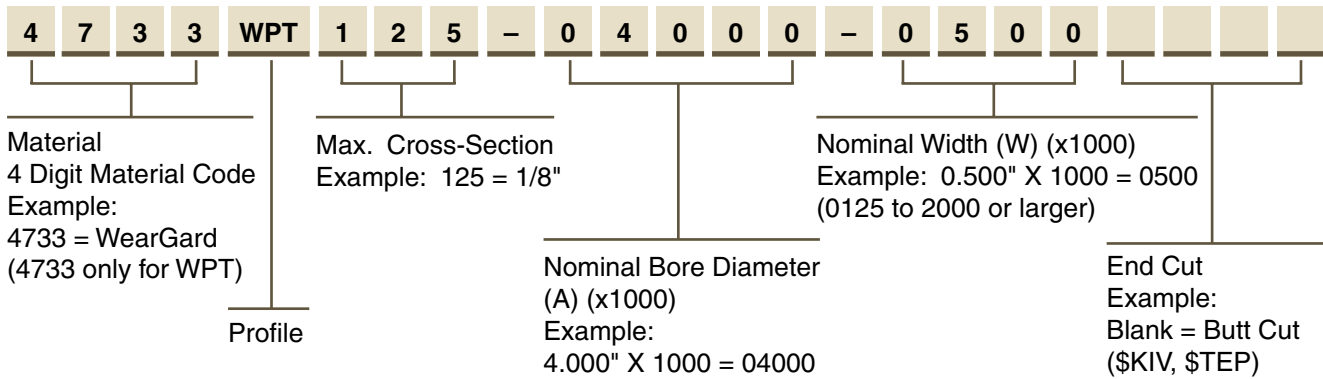 4 7 3 3 WPT 1 2 5 – 0 4 0 0 0 – 0 5 0 0
Material
4 Digit Material Code
Example:
4733 = WearGard
(4733 only for WPT)
Profile
Max. Cross-Section
Example: 125 = 1/8"
Nominal Bore Diameter
(A) (x1000)
Example:
4.000" X 1000 = 04000
Nominal Width (W) (x1000)
Example: 0.500" X 1000 = 0500
(0125 to 2000 or larger)
End Cut
Example:
Blank = Butt Cut
($KIV, $TEP)